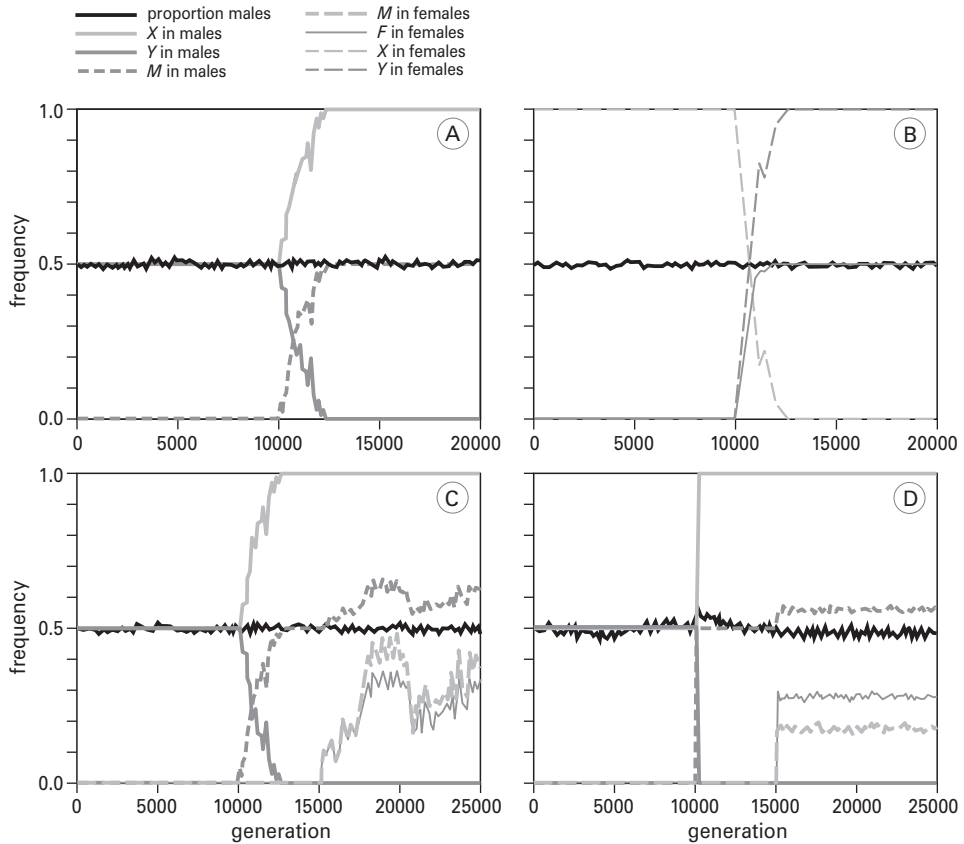 proportion males
X in males
Y in males
M in males
M in females
F in females
X in females
Y in females
A
1.0
0.5
0.0
frequency
0 5000 10000 15000 20000
B
0 5000 10000 15000 20000
C
1.0
0.5
0.0
frequency
0 5000 10000 15000 20000 25000
generation
D
0 5000 10000 15000 20000 25000
generation